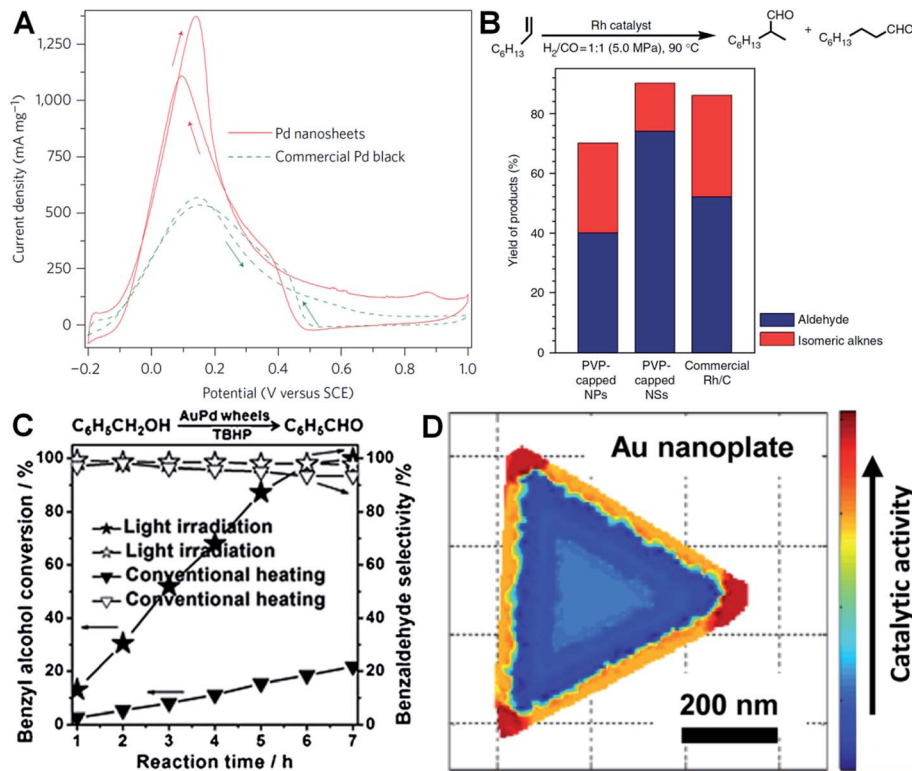 A
Current density (mA mg⁻¹)
1,250
1,000
750
500
250
0
−0.2
0.0
0.2
0.4
0.6
0.8
1.0
Potential (V versus SCE)
Pd nanosheets
Commercial Pd black
B
C₆H₁₃
Rh catalyst
H₂/CO=1:1 (5.0 MPa), 90 °C
CHO
C₆H₁₃
+
C₆H₁₃
CHO
Yield of products (%)
80
60
40
20
0
PVP-
capped
NPs
PVP-
capped
NSs
Commercial
Rh/C
Aldehyde
Isomeric alknes
C
C₆H₅CH₂OH
AuPd wheels
TBHP
C₆H₅CHO
Benzyl alcohol conversion / %
100
80
60
40
20
0
Light irradiation
Light irradiation
Conventional heating
Conventional heating
100
80
60
40
20
0
Benzaldehyde selectivity / %
1 2 3 4 5 6 7
Reaction time / h
D
Au nanoplate
200 nm
Catalytic activity